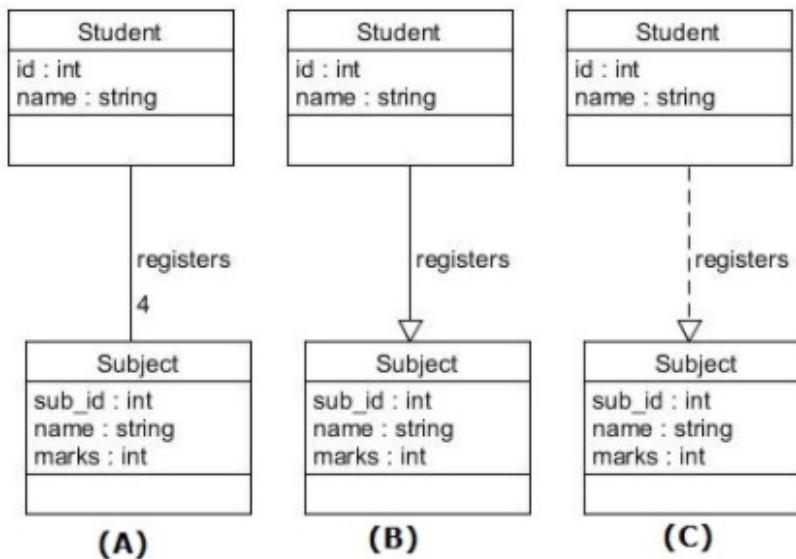 Student
id : int
name : string
registers
4
Subject
sub_id : int
name : string
marks : int
(A)
Student
id : int
name : string
registers
Subject
sub_id : int
name : string
marks : int
(B)
Student
id : int
name : string
registers
Subject
sub_id : int
name : string
marks : int
(C)